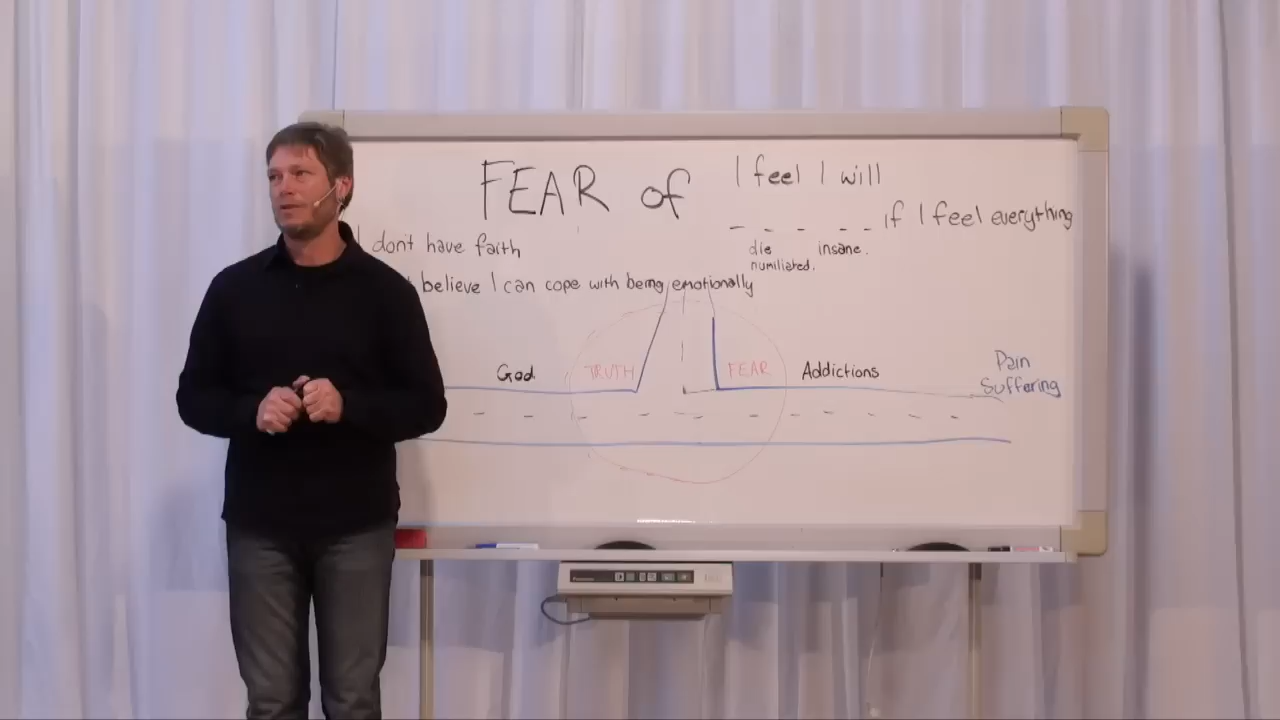 FEAR of
I feel I will
_ _ _ _ _ if I feel everything
die insane.
humiliated.
I don't have faith
believe I can cope with being emotionally
God TRUTH FEAR Addictions
Pain
Suffering
Panasonic